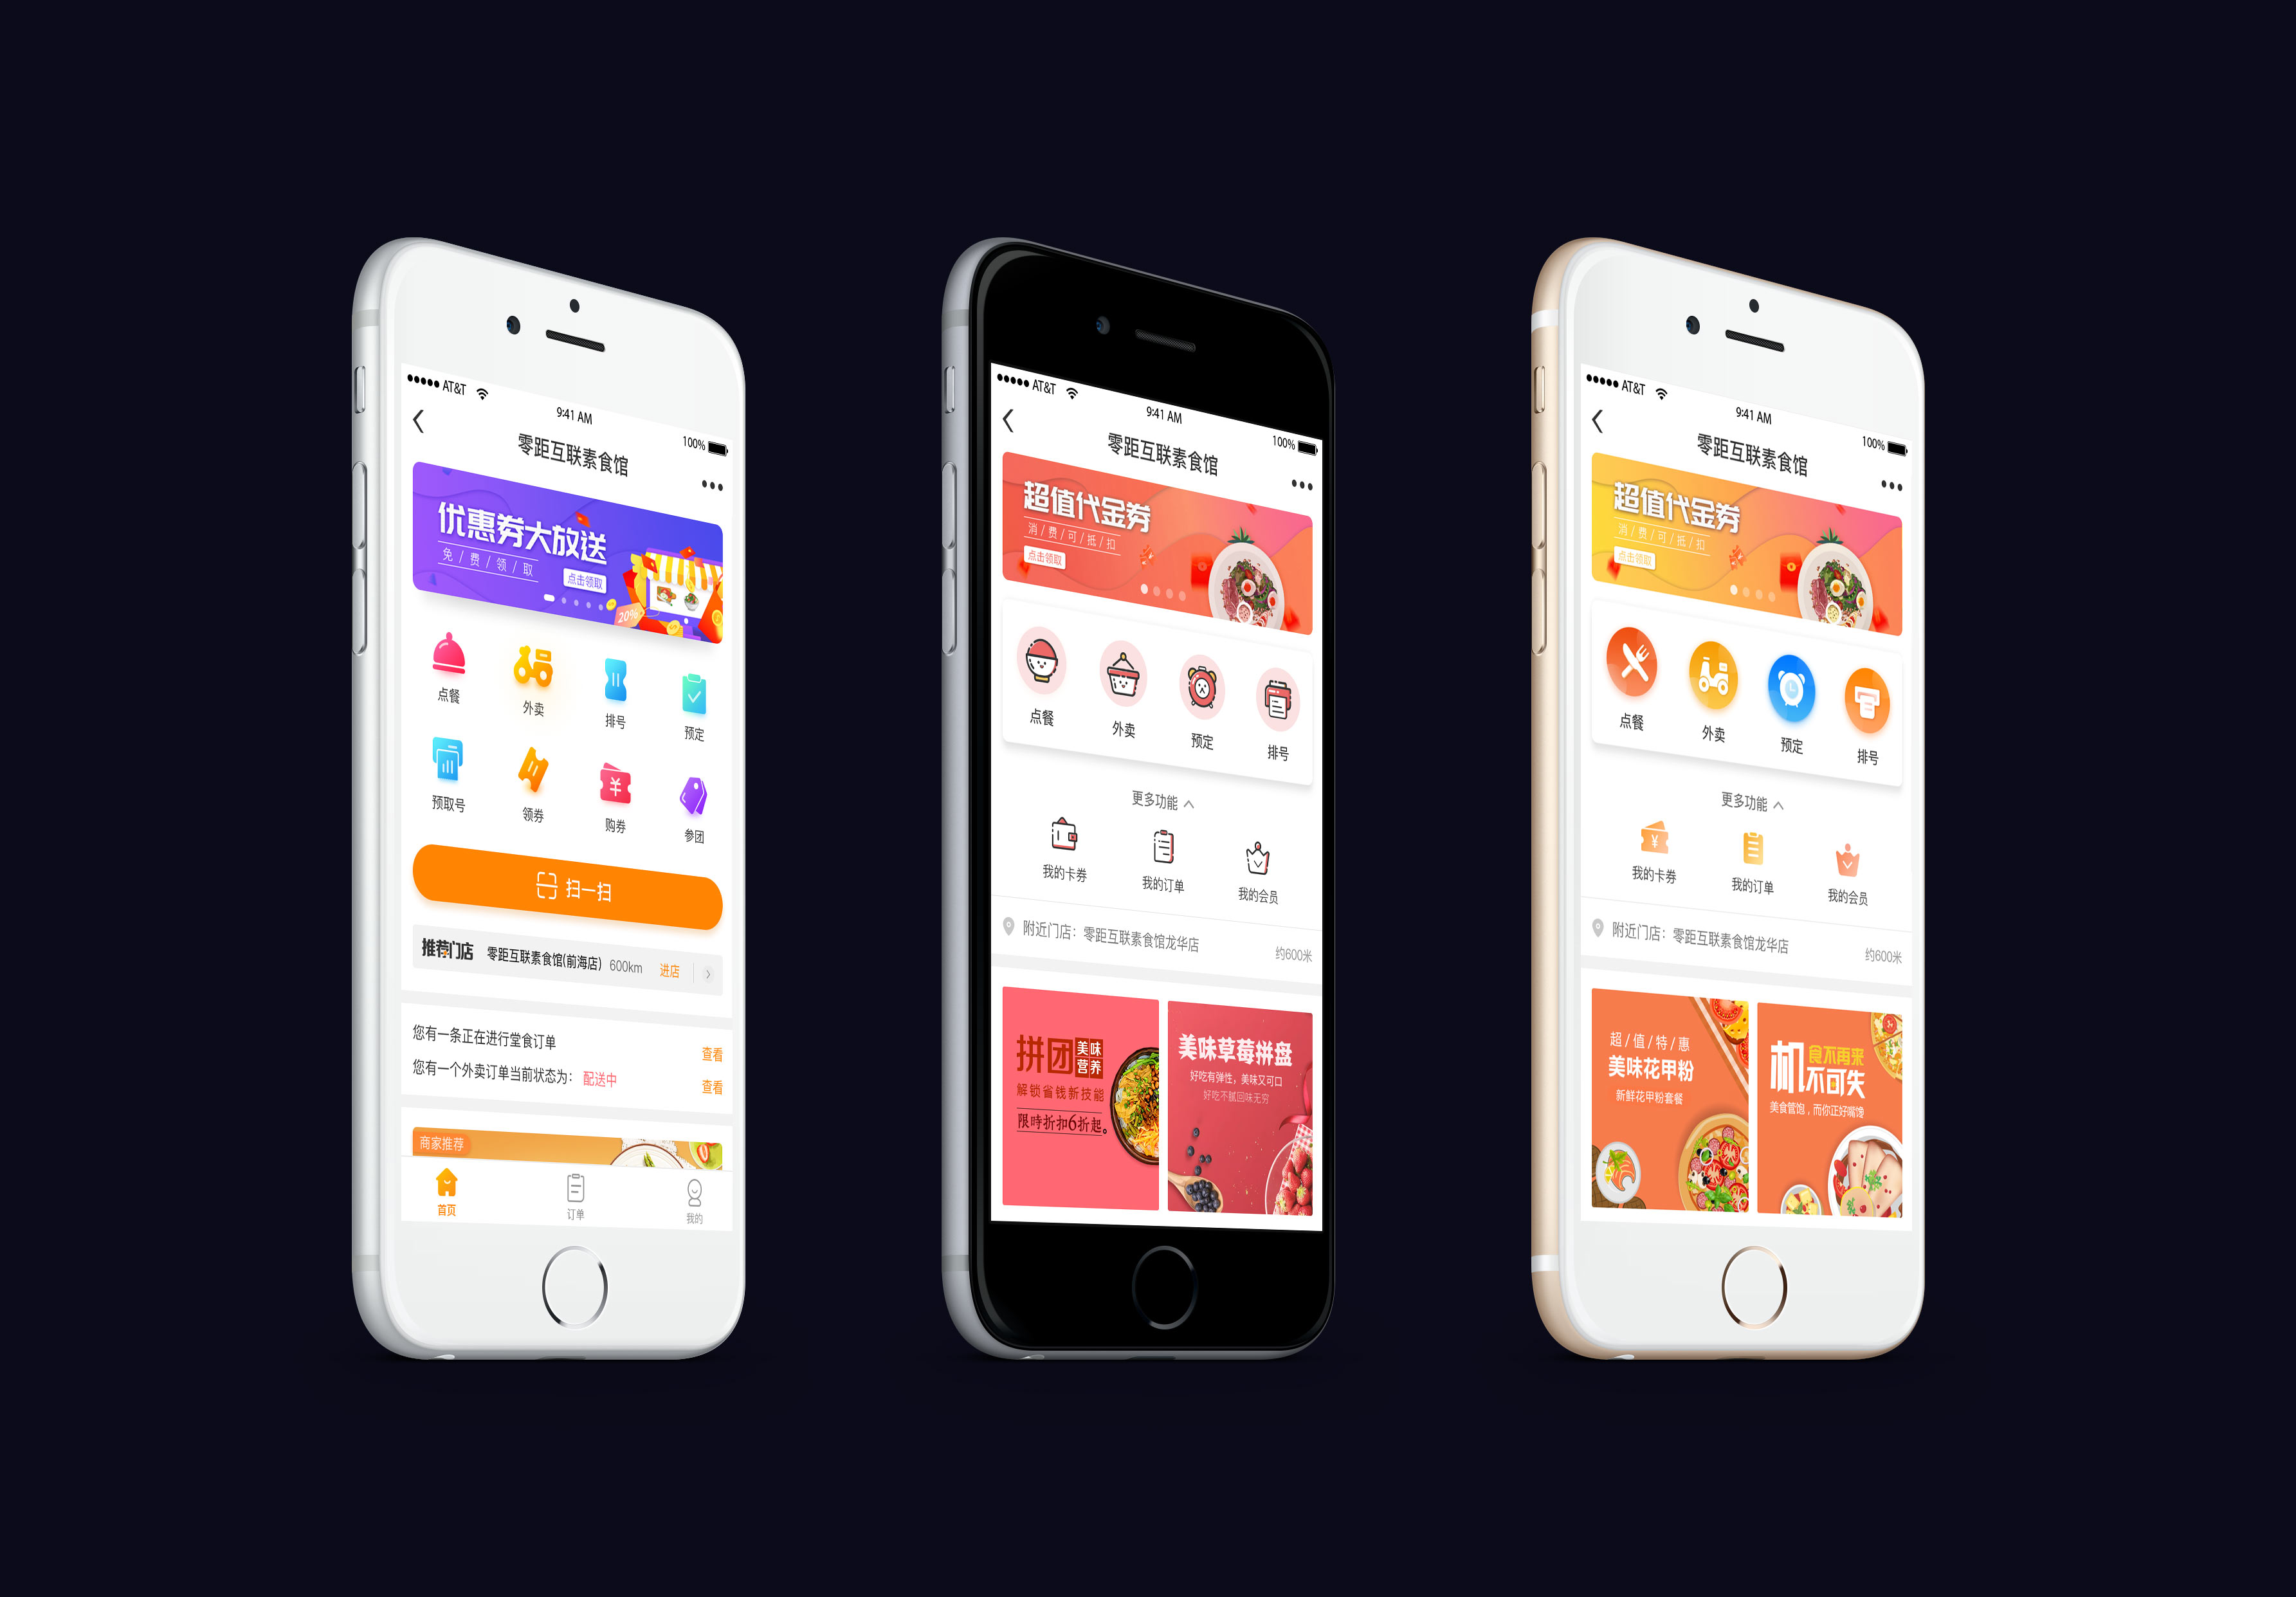 AT&T
9:41 AM
100%
零距互联素食馆
优惠券大放送
免/费/领/取
点击领取
20%
点餐
外卖
排号
预定
预取号
领券
购券
参团
扫一扫
推荐门店 零距互联素食馆(前海店) 600km 进店
您有一条正在进行堂食订单 查看
您有一个外卖订单当前状态为: 配送中 查看
商家推荐
首页
订单
我的
AT&T
9:41 AM
100%
零距互联素食馆
超值代金券
消/费/可/抵/扣
点击领取
点餐
外卖
预定
排号
更多功能
我的卡券
我的订单
我的会员
附近门店: 零距互联素食馆龙华店 约600米
拼团 美味营养
解锁省钱新技能
限時折扣6折起。
美味草莓拼盘
好吃有弹性，美味又可口
好吃不腻回味无穷
AT&T
9:41 AM
100%
零距互联素食馆
超值代金券
消/费/可/抵/扣
点击领取
点餐
外卖
预定
排号
更多功能
我的卡券
我的订单
我的会员
附近门店: 零距互联素食馆龙华店 约600米
超/值/特/惠
美味花甲粉
新鲜花甲粉套餐
机不可失
食不再来
美食管饱，而你正好嘴馋